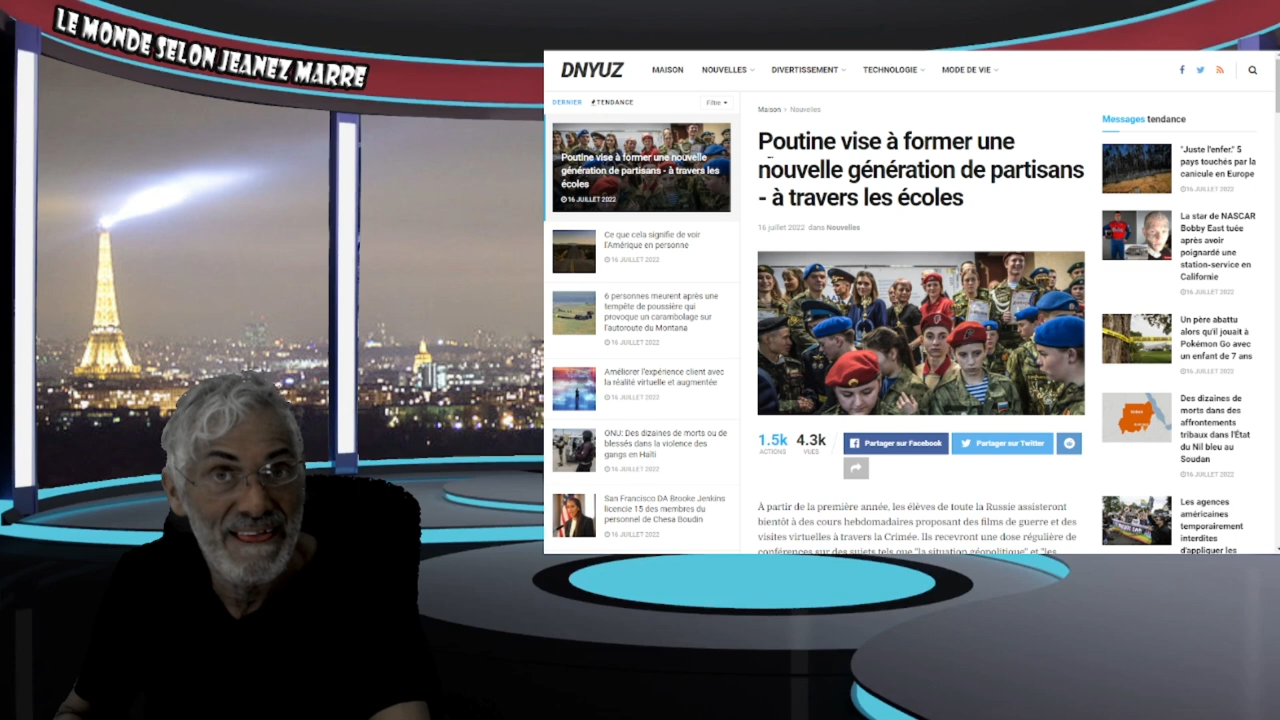 LE MONDE SELON JEANEZ MARRE
DNYUZ
MAISON
NOUVELLES
DIVERTISSEMENT
TECHNOLOGIE
MODE DE VIE
DERNIER
TENDANCE
Filtre
Poutine vise à former une nouvelle
génération de partisans - à travers les
écoles
16 JUILLET 2022
Ce que cela signifie de voir
l'Amérique en personne
16 JUILLET 2022
6 personnes meurent après une
tempête de poussière qui
provoque un carambolage sur
l'autoroute du Montana
16 JUILLET 2022
Améliorer l'expérience client avec
la réalité virtuelle et augmentée
16 JUILLET 2022
ONU: Des dizaines de morts ou de
blessés dans la violence des
gangs en Haïti
16 JUILLET 2022
San Francisco DA Brooke Jenkins
licencie 15 des membres du
personnel de Chesa Boudin
16 JUILLET 2022
Maison > Nouvelles
Poutine vise à former une
nouvelle génération de partisans
- à travers les écoles
16 juillet 2022 dans Nouvelles
1.5k
ACTIONS
4.3k
VUES
Partager sur Facebook
Partager sur Twitter
À partir de la première année, les élèves de toute la Russie assisteront
bientôt à des cours hebdomadaires proposant des films de guerre et des
visites virtuelles à travers la Crimée. Ils recevront une dose régulière de
conférences sur des sujets tels que "la situation géopolitique" et "les
Messages tendance
"Juste l'enfer." 5
pays touchés par la
canicule en Europe
16 JUILLET 2022
La star de NASCAR
Bobby East tuée
après avoir
poignardé une
station-service en
Californie
16 JUILLET 2022
Un père abattu
alors qu'il jouait à
Pokémon Go avec
un enfant de 7 ans
16 JUILLET 2022
Des dizaines de
morts dans des
affrontements
tribaux dans l'État
du Nil bleu au
Soudan
16 JUILLET 2022
Les agences
américaines
temporairement
interdites
d'appliquer les